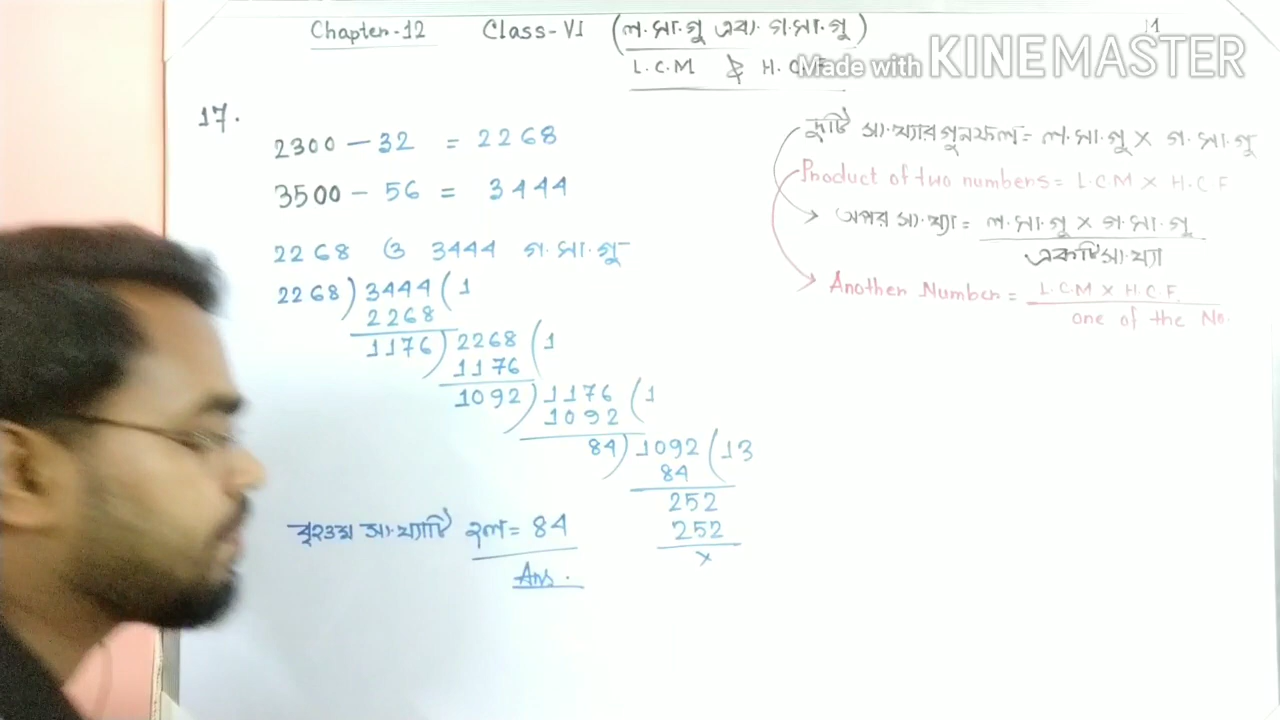 Chapter-12 Class-VI (ল.সা.গু এবং গ.সা.গু)
L.C.M & H.C.F
Made with KINEMASTER
17.
2300 - 32 = 2268
3500 - 56 = 3444
2268 ও 3444 গ.সা.গু
2268) 3444 (1
2268
1176) 2268 (1
1176
1092) 1176 (1
1092
84) 1092 (13
84
252
252
x
বৃহত্তম সংখ্যাটি হল = 84
Ans.
দুটি সংখ্যার গুনফল = ল.সা.গু x গ.সা.গু
Product of two numbers = L.C.M x H.C.F
অপর সংখ্যা = ল.সা.গু x গ.সা.গু
একটি সংখ্যা
Another Number = L.C.M x H.C.F.
one of the No.